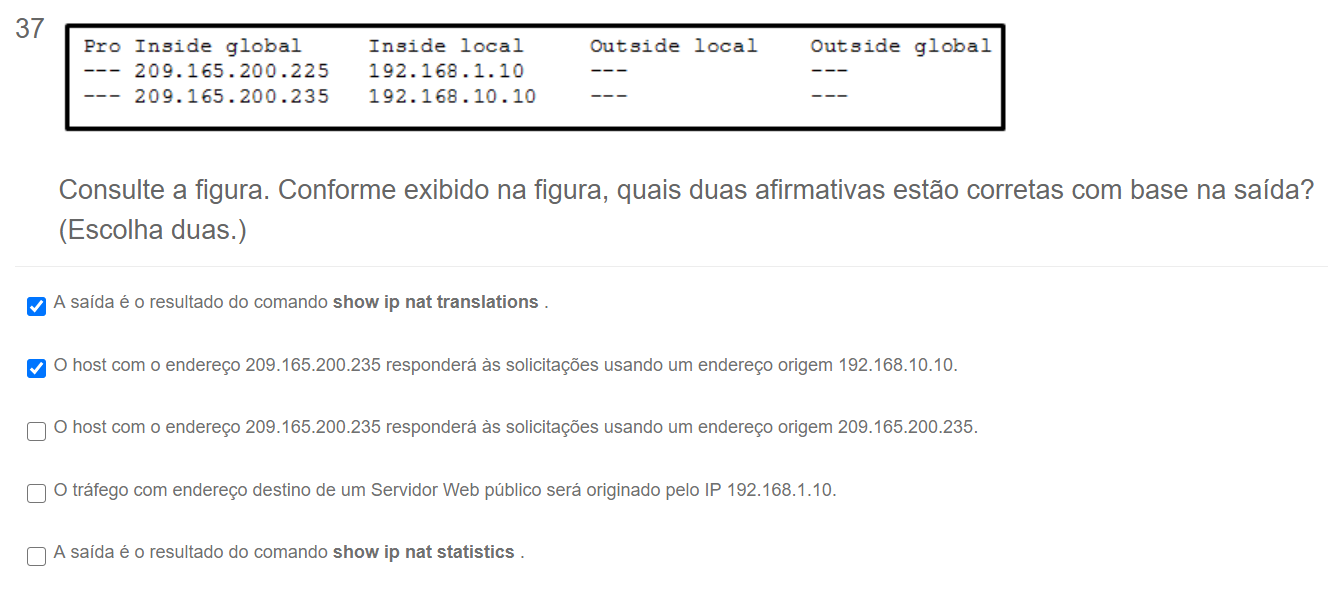 37
Pro Inside global Inside local Outside local Outside global
--- 209.165.200.225 192.168.1.10 --- ---
--- 209.165.200.235 192.168.10.10 --- ---
Consulte a figura. Conforme exibido na figura, quais duas afirmativas estão corretas com base na saída?
(Escolha duas.)
A saída é o resultado do comando show ip nat translations .
O host com o endereço 209.165.200.235 responderá às solicitações usando um endereço origem 192.168.10.10.
O host com o endereço 209.165.200.235 responderá às solicitações usando um endereço origem 209.165.200.235.
O tráfego com endereço destino de um Servidor Web público será originado pelo IP 192.168.1.10.
A saída é o resultado do comando show ip nat statistics .